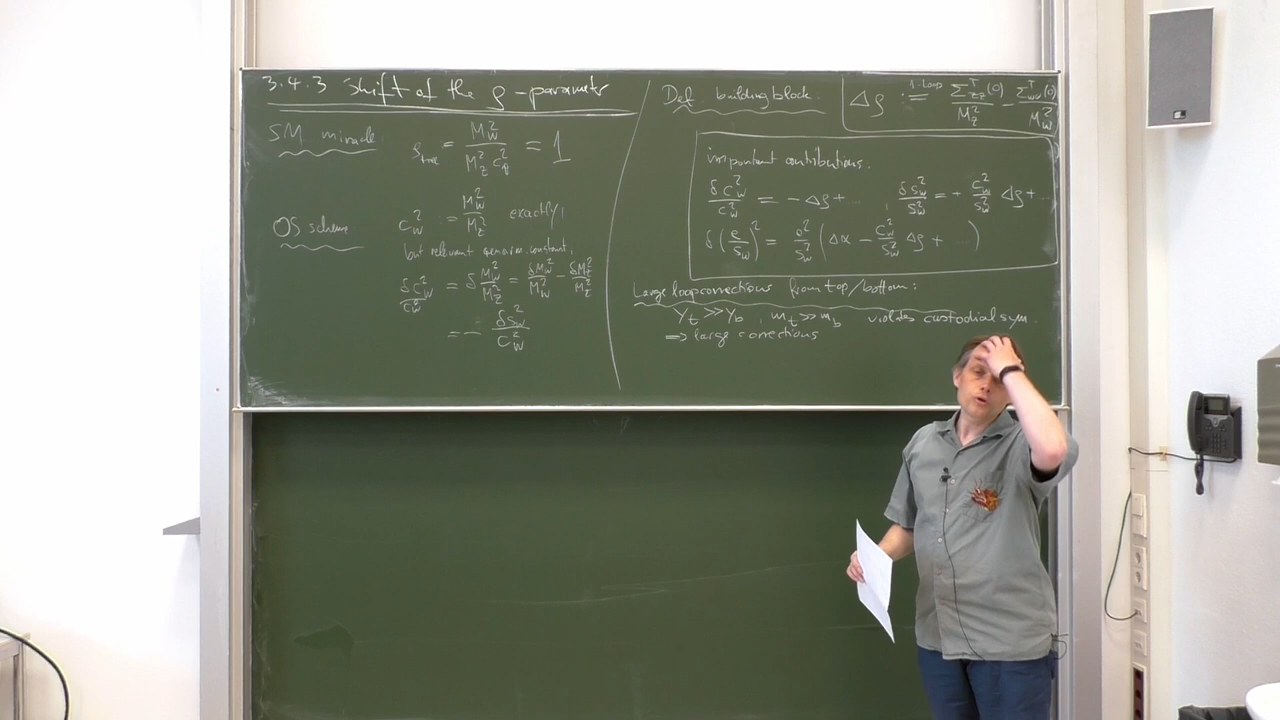 3.4.3 Shift of the ρ-parameter
SM miracle
ρ_tree = M_W^2 / (M_Z^2 c_W^2) = 1
OS scheme
c_W^2 := M_W^2 / M_Z^2 exactly,
but relevant renorm. constant:
δc_W^2 / c_W^2 = δ M_W^2 / M_Z^2 = δM_W^2 / M_W^2 - δM_Z^2 / M_Z^2
= - δs_W^2 / c_W^2
Def. building block.
Δρ := 1-Loop Σ_ZZ^T(0) / M_Z^2 - Σ_WW^T(0) / M_W^2
important contributions.
δc_W^2 / c_W^2 = - Δρ + ... , δs_W^2 / s_W^2 = + c_W^2 / s_W^2 Δρ + ...
δ(e / s_W)^2 = e^2 / s_W^2 (Δα - c_W^2 / s_W^2 Δρ + ...)
Large loop corrections from top/bottom:
y_t >> y_b , m_t >> m_b violates custodial sym.
=> large corrections